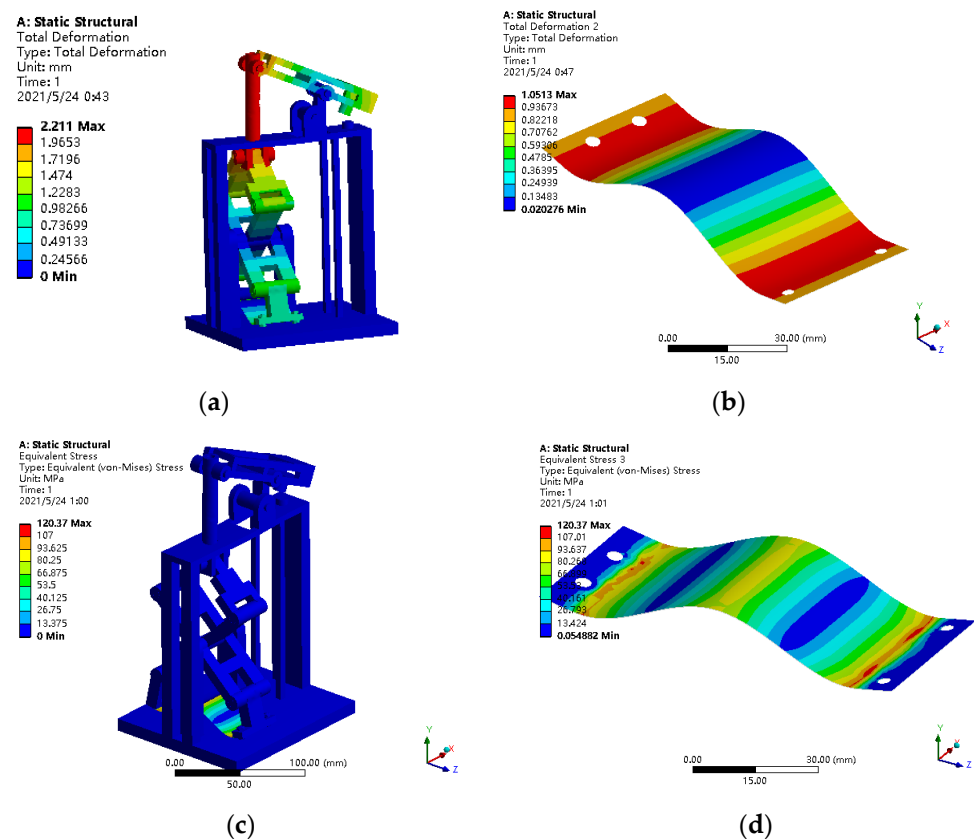 A: Static Structural
Total Deformation
Type: Total Deformation
Unit: mm
Time: 1
2021/5/24 0:43
2.211 Max
1.9653
1.7196
1.474
1.2283
0.98266
0.73699
0.49133
0.24566
0 Min
(a)
A: Static Structural
Total Deformation 2
Type: Total Deformation
Unit: mm
Time: 1
2021/5/24 0:47
1.0513 Max
0.93673
0.82218
0.70762
0.59306
0.4785
0.36395
0.24939
0.13483
0.020276 Min
0.00
30.00 (mm)
15.00
Y
X
Z
(b)
A: Static Structural
Equivalent Stress
Type: Equivalent (von-Mises) Stress
Unit: MPa
Time: 1
2021/5/24 1:00
120.37 Max
107
93.625
80.25
66.875
53.5
40.125
26.75
13.375
0 Min
0.00
100.00 (mm)
50.00
Y
X
Z
(c)
A: Static Structural
Equivalent Stress 3
Type: Equivalent (von-Mises) Stress
Unit: MPa
Time: 1
2021/5/24 1:01
120.37 Max
107.01
93.637
80.268
26.793
13.424
0.054882 Min
0.00
30.00 (mm)
15.00
Y
X
Z
(d)